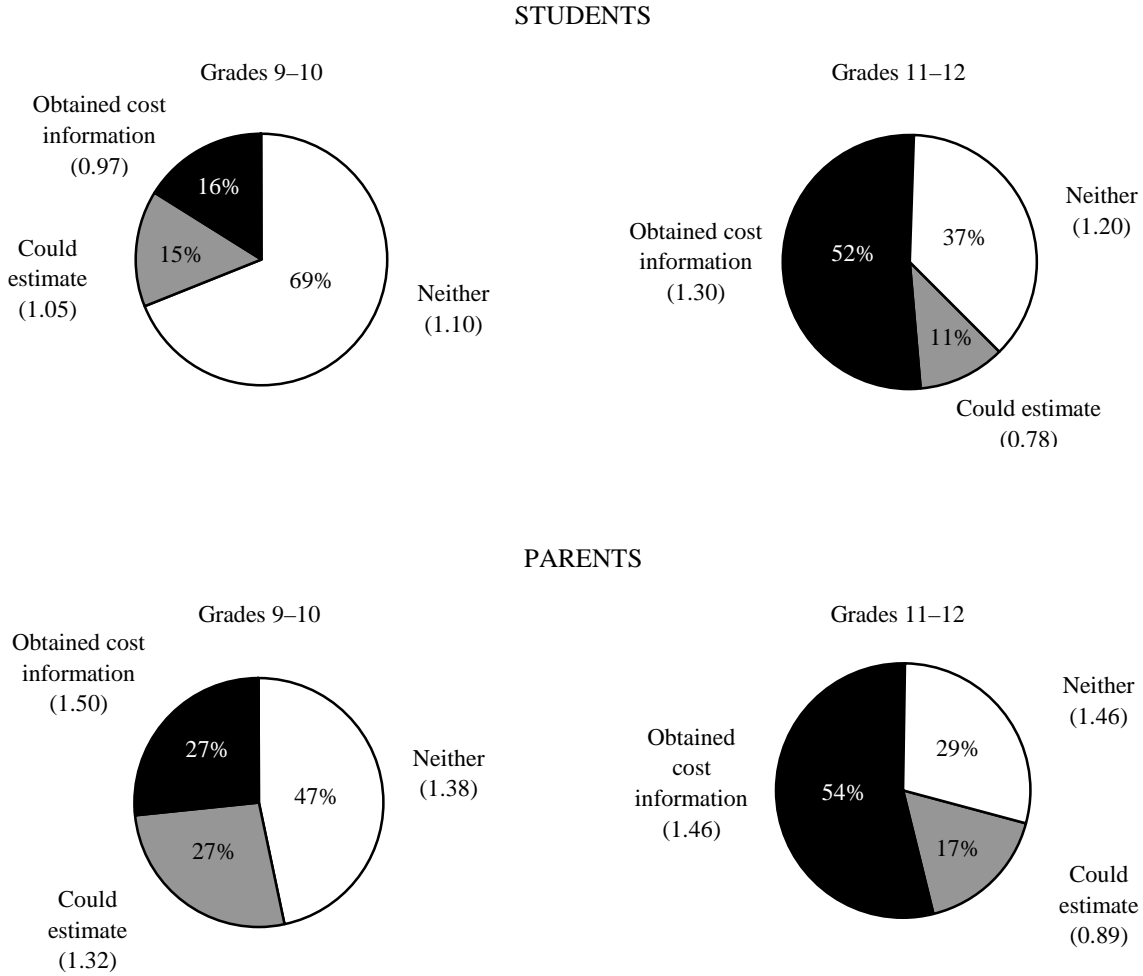 STUDENTS
Grades 9–10
Obtained cost
information
(0.97)
16%
15%
69%
Could
estimate
(1.05)
Neither
(1.10)
Grades 11–12
Obtained cost
information
(1.30)
52%
37%
11%
Neither
(1.20)
Could estimate
(0.78)
PARENTS
Grades 9–10
Obtained cost
information
(1.50)
27%
47%
27%
Neither
(1.38)
Could
estimate
(1.32)
Grades 11–12
Obtained
cost
information
(1.46)
54%
29%
17%
Neither
(1.46)
Could
estimate
(0.89)